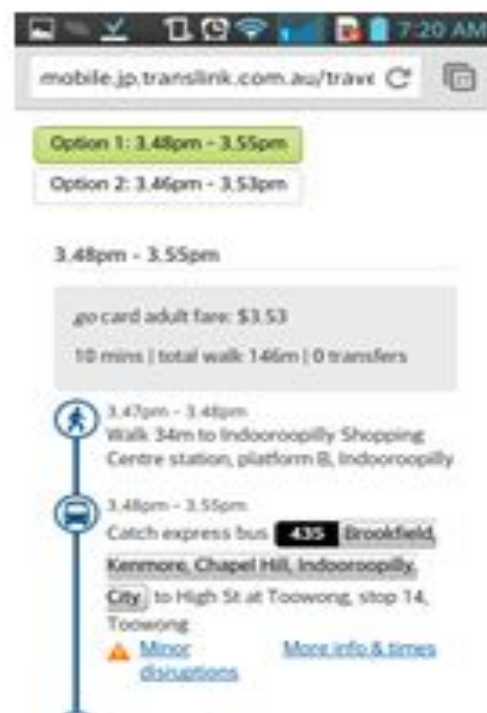 7:20 AM
mobile.jp.translink.com.au/trave
Option 1: 3.48pm - 3.55pm
Option 2: 3.46pm - 3.53pm
3.48pm - 3.55pm
go card adult fare: $3.53
10 mins | total walk 146m | 0 transfers
3.47pm - 3.48pm
Walk 34m to Indooroopilly Shopping
Centre station, platform B, Indooroopilly
3.48pm - 3.55pm
Catch express bus 435 Brookfield,
Kenmore, Chapel Hill, Indooroopilly,
City to High St at Toowong, stop 14,
Toowong
Minor More info & times
disruptions